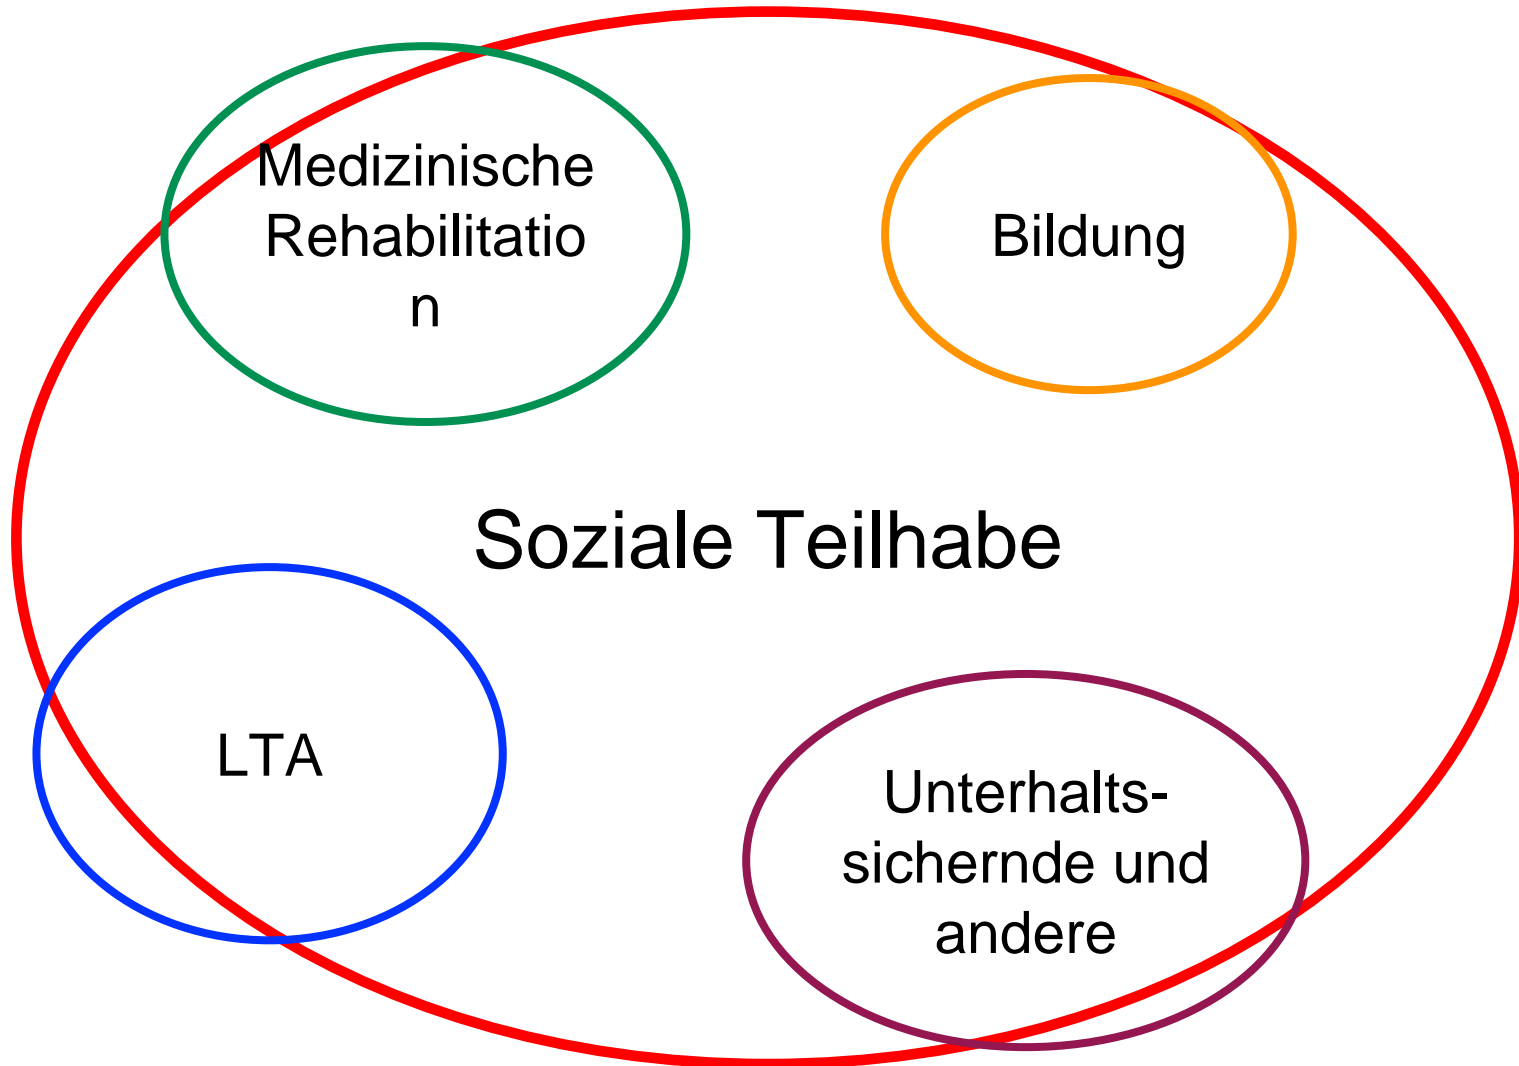 Medizinische
Rehabilitatio
n
Bildung
Soziale Teilhabe
LTA
Unterhalts-
sichernde und
andere